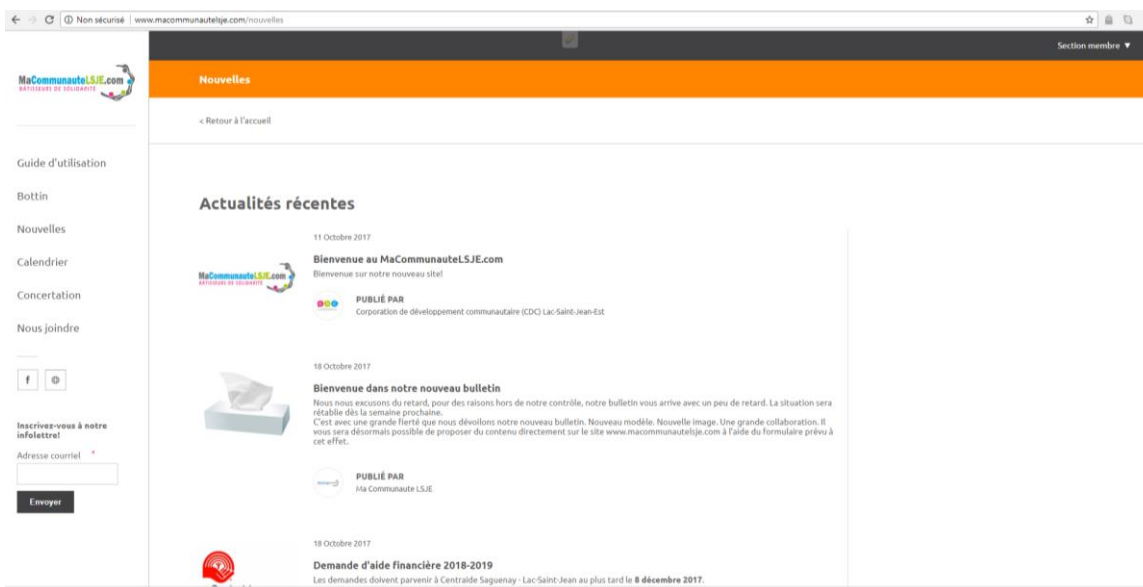 Non sécurisé | www.macommunautelsje.com/nouvelles
Section membre ▼
MaCommunauteLSJE.com
BÂTISSEURS DE SOLIDARITÉ
Nouvelles
< Retour à l'accueil
Guide d'utilisation
Bottin
Nouvelles
Calendrier
Concertation
Nous joindre
f
Inscrivez-vous à notre
infolettre!
Adresse courriel *
Envoyer
Actualités récentes
11 Octobre 2017
Bienvenue au MaCommunauteLSJE.com
Bienvenue sur notre nouveau site!
MaCommunauteLSJE.com
BÂTISSEURS DE SOLIDARITÉ
PUBLIÉ PAR
Corporation de développement communautaire (CDC) Lac-Saint-Jean-Est
18 Octobre 2017
Bienvenue dans notre nouveau bulletin
Nous nous excusons du retard, pour des raisons hors de notre contrôle, notre bulletin vous arrive avec un peu de retard. La situation sera
rétablie dès la semaine prochaine.
C'est avec une grande fierté que nous dévoilons notre nouveau bulletin. Nouveau modèle. Nouvelle image. Une grande collaboration. Il
vous sera désormais possible de proposer du contenu directement sur le site www.macommunautelsje.com à l'aide du formulaire prévu à
cet effet.
PUBLIÉ PAR
Ma Communaute LSJE
18 Octobre 2017
Demande d'aide financière 2018-2019
Les demandes doivent parvenir à Centraide Saguenay - Lac-Saint-Jean au plus tard le 8 décembre 2017.